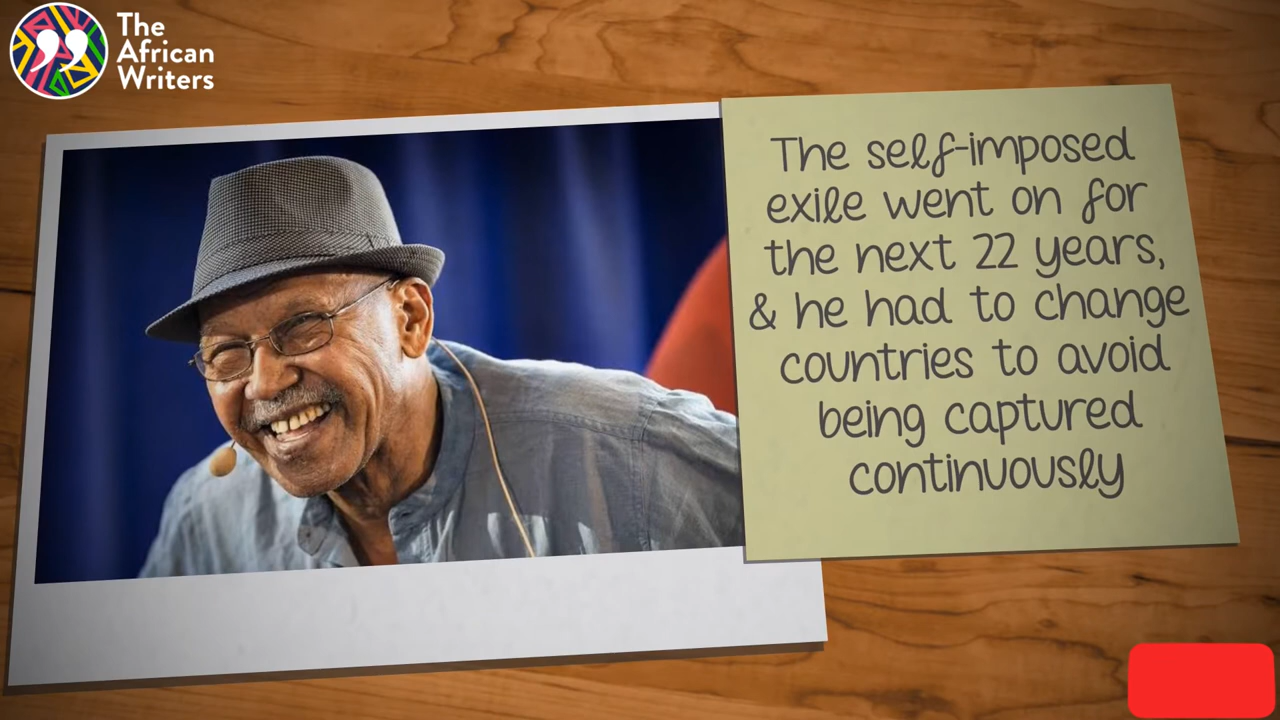 The
African
Writers
The self-imposed
exile went on for
the next 22 years,
& he had to change
countries to avoid
being captured
continuously